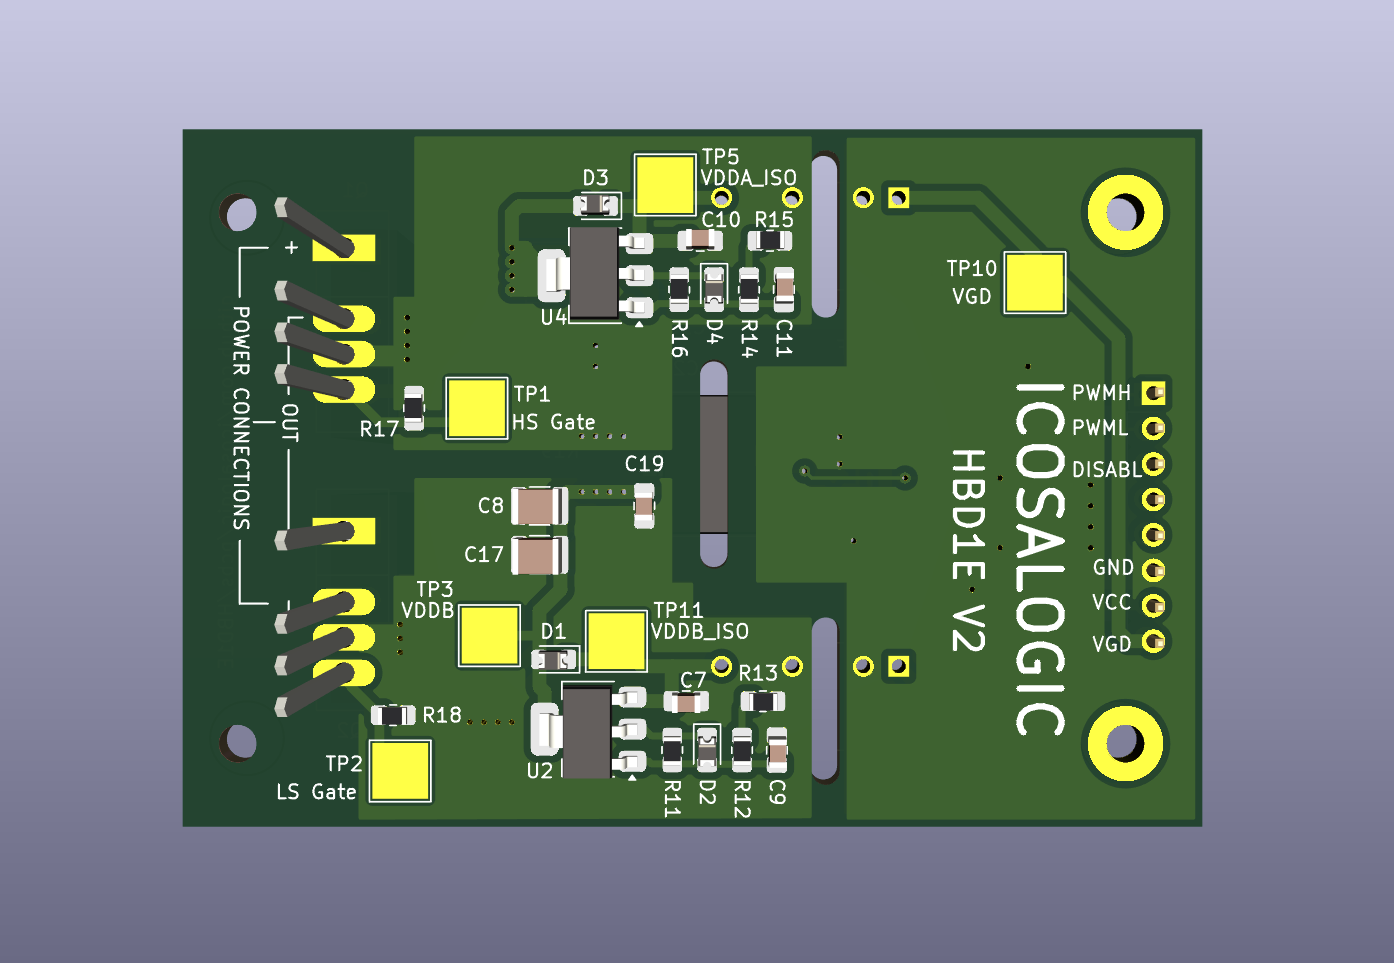 TP5
VDDA_ISO
D3
C10
R15
+
POWER CONNECTIONS
L
OUT
U4
R16
D4
R14
C11
TP10
VGD
TP1
HS Gate
R17
C19
C8
C17
TP3
VDDB
D1
TP11
VDDB_ISO
C7
R13
R18
TP2
LS Gate
U2
R11
D2
R12
C9
ICOSALOGIC
HBD1E V2
PWMH
PWML
DISABL
GND
VCC
VGD